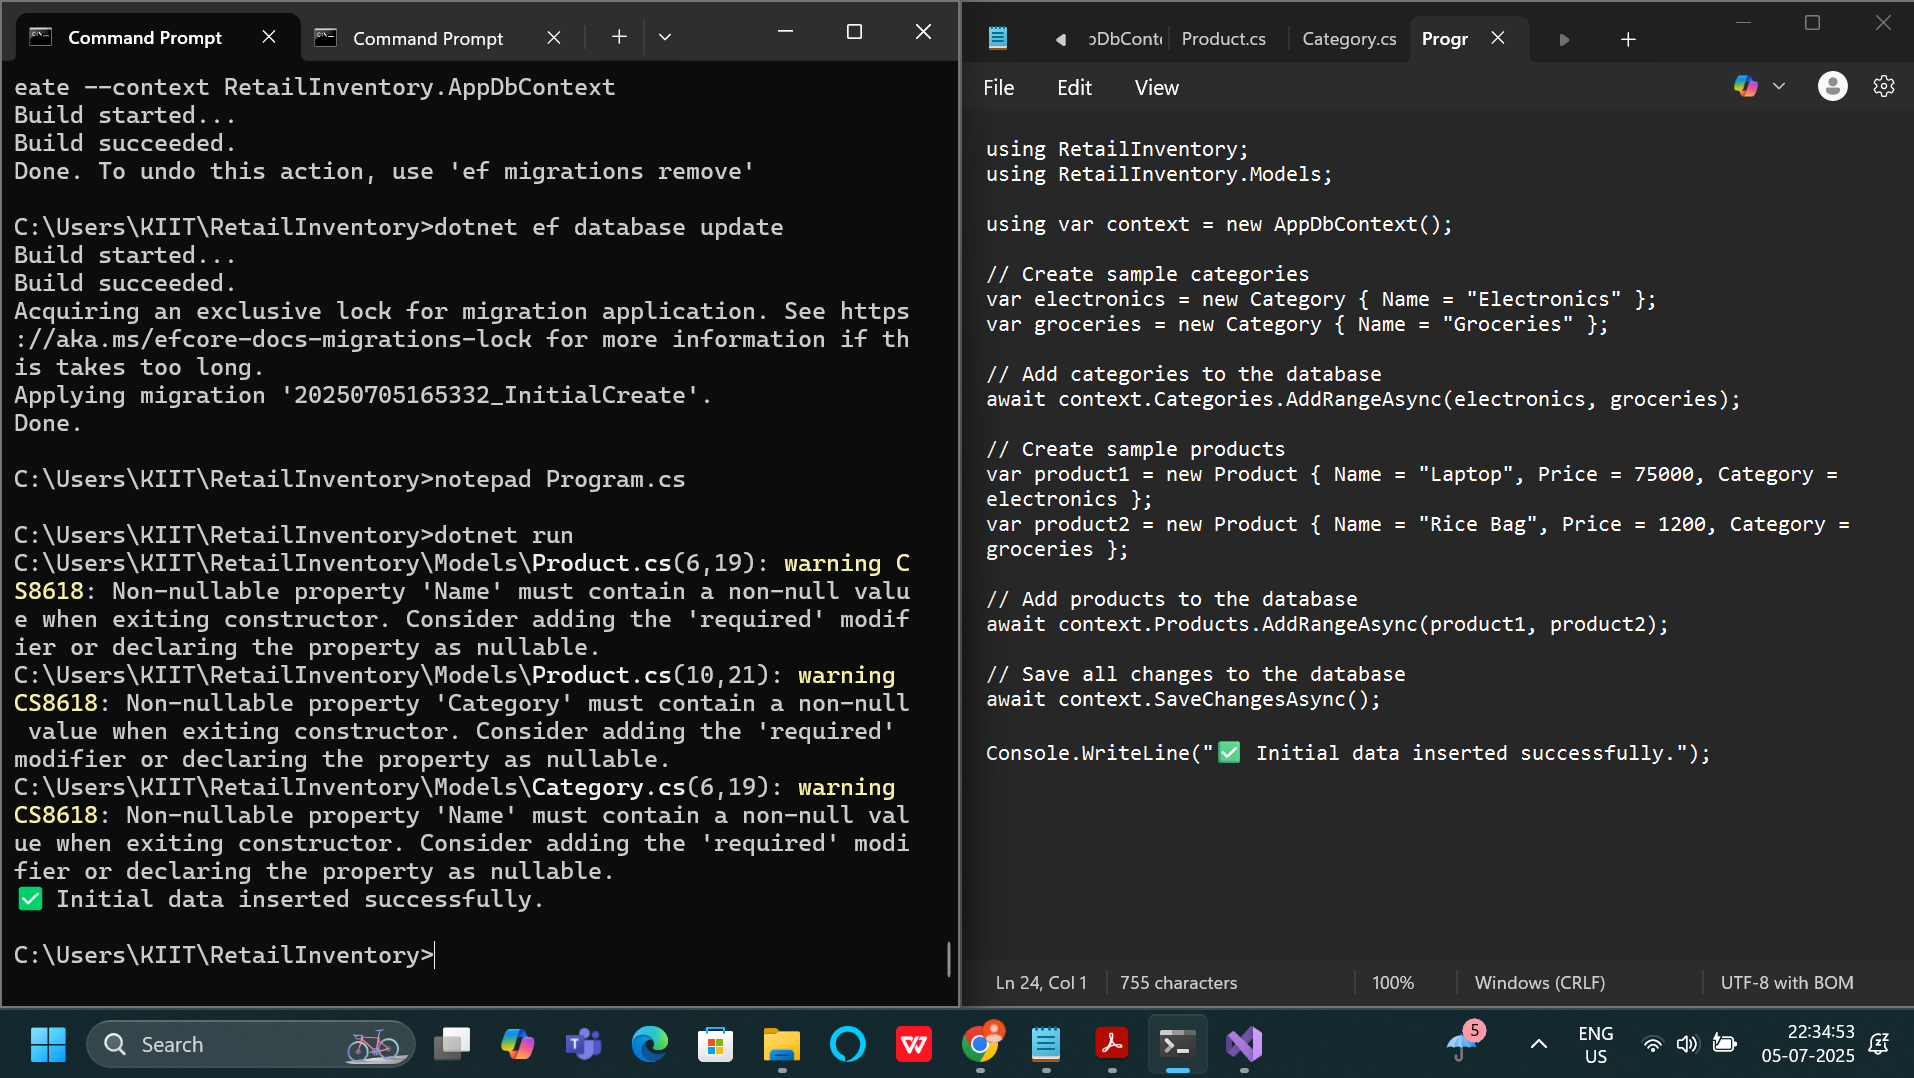 Command Prompt
Command Prompt
eate --context RetailInventory.AppDbContext
Build started...
Build succeeded.
Done. To undo this action, use 'ef migrations remove'
C:\Users\KIIT\RetailInventory>dotnet ef database update
Build started...
Build succeeded.
Acquiring an exclusive lock for migration application. See https
://aka.ms/efcore-docs-migrations-lock for more information if th
is takes too long.
Applying migration '20250705165332_InitialCreate'.
Done.
C:\Users\KIIT\RetailInventory>notepad Program.cs
C:\Users\KIIT\RetailInventory>dotnet run
C:\Users\KIIT\RetailInventory\Models\Product.cs(6,19): warning C
S8618: Non-nullable property 'Name' must contain a non-null valu
e when exiting constructor. Consider adding the 'required' modif
ier or declaring the property as nullable.
C:\Users\KIIT\RetailInventory\Models\Product.cs(10,21): warning
CS8618: Non-nullable property 'Category' must contain a non-null
 value when exiting constructor. Consider adding the 'required'
modifier or declaring the property as nullable.
C:\Users\KIIT\RetailInventory\Models\Category.cs(6,19): warning
CS8618: Non-nullable property 'Name' must contain a non-null val
ue when exiting constructor. Consider adding the 'required' modi
fier or declaring the property as nullable.
✅ Initial data inserted successfully.
C:\Users\KIIT\RetailInventory>
Product.cs
Category.cs
Progr
File
Edit
View
using RetailInventory;
using RetailInventory.Models;
using var context = new AppDbContext();
// Create sample categories
var electronics = new Category { Name = "Electronics" };
var groceries = new Category { Name = "Groceries" };
// Add categories to the database
await context.Categories.AddRangeAsync(electronics, groceries);
// Create sample products
var product1 = new Product { Name = "Laptop", Price = 75000, Category =
electronics };
var product2 = new Product { Name = "Rice Bag", Price = 1200, Category =
groceries };
// Add products to the database
await context.Products.AddRangeAsync(product1, product2);
// Save all changes to the database
await context.SaveChangesAsync();
Console.WriteLine("✅ Initial data inserted successfully.");
Ln 24, Col 1
755 characters
100%
Windows (CRLF)
UTF-8 with BOM
Search
5
ENG
US
22:34:53
05-07-2025